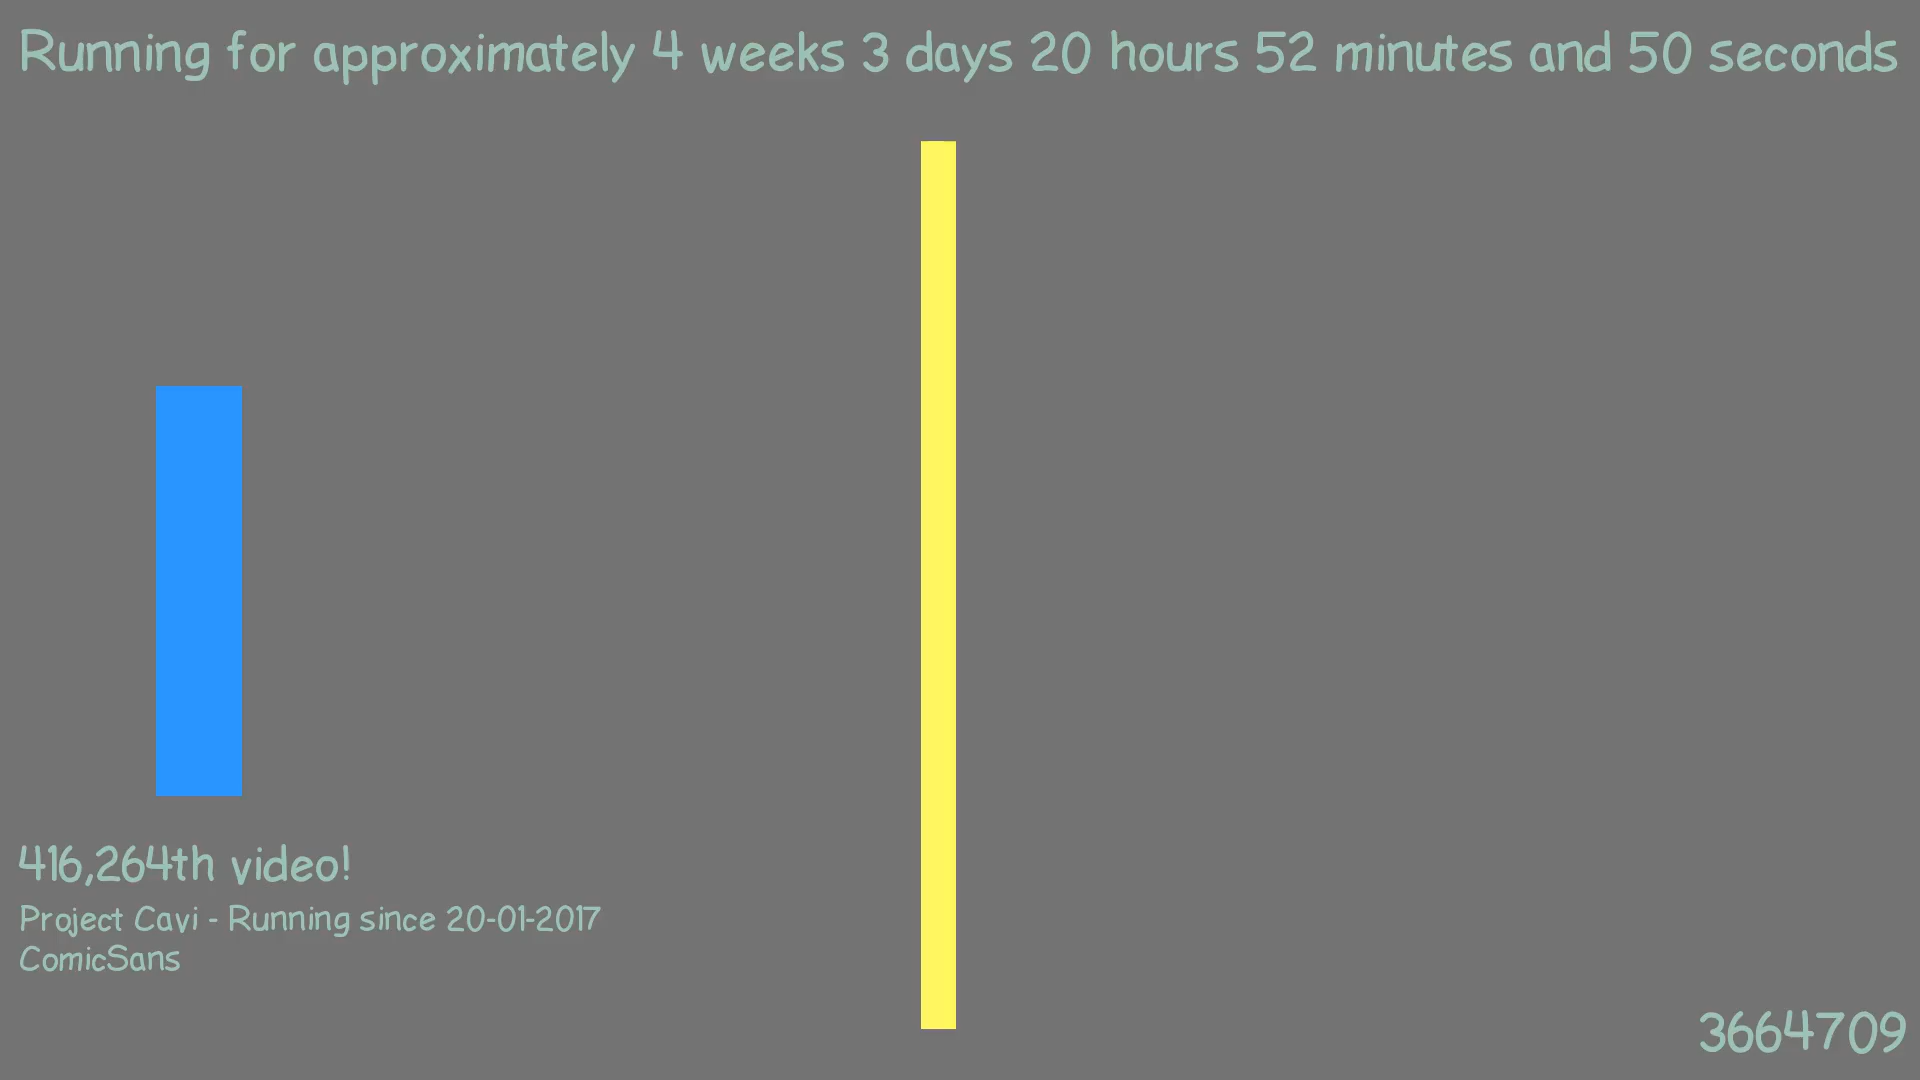 Running for approximately 4 weeks 3 days 20 hours 52 minutes and 50 seconds
416,264th video!
Project Cavi - Running since 20-01-2017
ComicSans
3664709